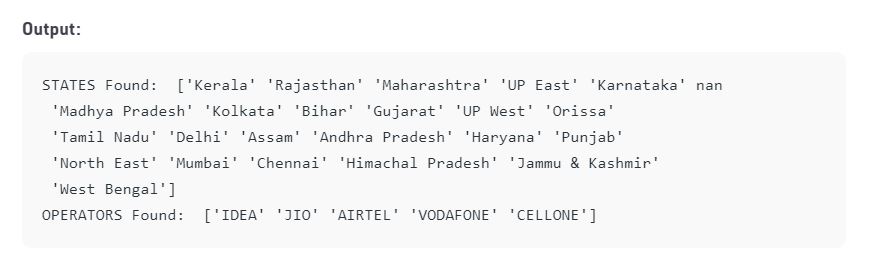 Output:
STATES Found:  ['Kerala' 'Rajasthan' 'Maharashtra' 'UP East' 'Karnataka' nan
 'Madhya Pradesh' 'Kolkata' 'Bihar' 'Gujarat' 'UP West' 'Orissa'
 'Tamil Nadu' 'Delhi' 'Assam' 'Andhra Pradesh' 'Haryana' 'Punjab'
 'North East' 'Mumbai' 'Chennai' 'Himachal Pradesh' 'Jammu & Kashmir'
 'West Bengal']
OPERATORS Found:  ['IDEA' 'JIO' 'AIRTEL' 'VODAFONE' 'CELLONE']